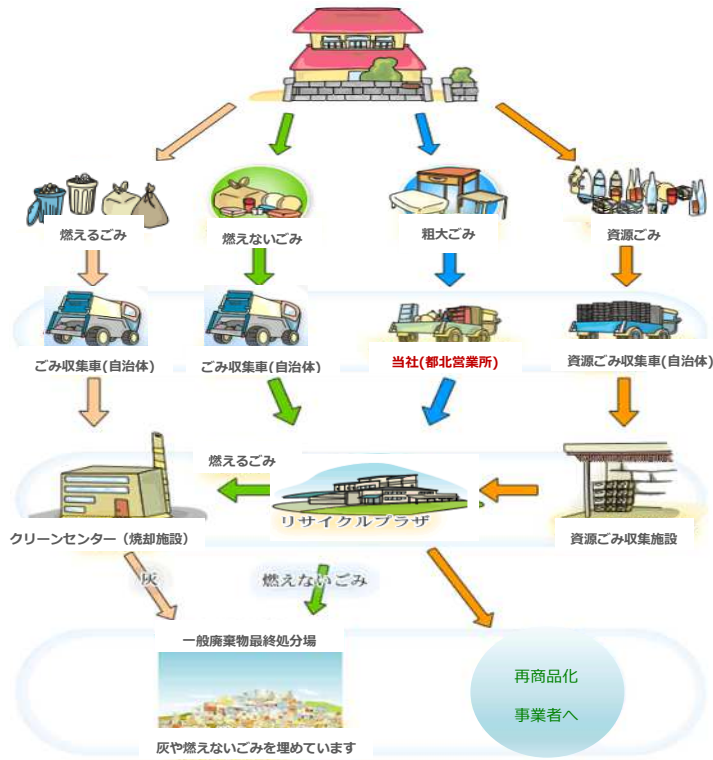 燃えるごみ
燃えないごみ
粗大ごみ
資源ごみ
ごみ収集車(自治体)
ごみ収集車(自治体)
当社(都北営業所)
資源ごみ収集車(自治体)
燃えるごみ
リサイクルプラザ
クリーンセンター（焼却施設）
資源ごみ収集施設
灰
燃えないごみ
一般廃棄物最終処分場
再商品化
事業者へ
灰や燃えないごみを埋めています